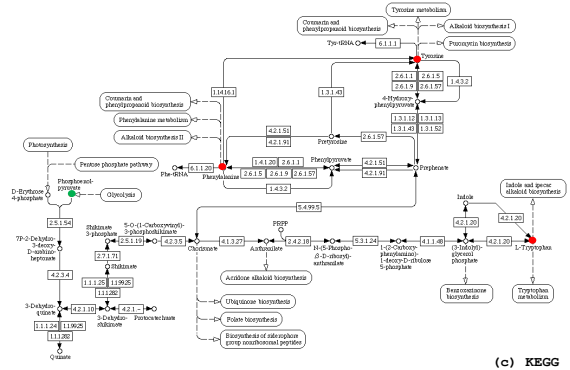 Tyrosine metabolism
Coumarin and
phenylpropanoid biosynthesis
Alkaloid biosynthesis I
Tyr-tRNA
6.1.1.1
Puromycin biosynthesis
Tyrosine
1.14.16.1
1.3.1.43
2.6.1.1
2.6.1.5
2.6.1.9
2.6.1.57
1.4.3.2
4-Hydroxy-
phenylpyruvate
Coumarin and
phenylpropanoid biosynthesis
Phenylalanine metabolism
Alkaloid biosynthesis II
1.3.1.12
1.3.1.13
1.3.1.43
1.3.1.52
4.2.1.51
4.2.1.91
Pretyrosine
2.6.1.57
Photosynthesis
Pentose phosphate pathway
Phe-tRNA
6.1.1.20
Phenylalanine
1.4.1.20
2.6.1.1
2.6.1.5
2.6.1.9
2.6.1.57
1.4.3.2
Phenylpyruvate
4.2.1.51
4.2.1.91
Prephenate
D-Erythrose
4-phosphate
Phosphoenol-
pyruvate
Glycolysis
5.4.99.5
Indole and ipecac
alkaloid biosynthesis
Indole
2.5.1.54
7P-2-Dehydro-
3-deoxy-
D-arabino-
heptonate
Shikimate
3-phosphate
5-O-(1-Carboxyvinyl)-
3-phosphoshikimate
2.5.1.19
4.2.3.5
Chorismate
4.1.3.27
Anthranilate
PRPP
2.4.2.18
N-(5-Phospho-
β-D-ribosyl)-
anthranilate
5.3.1.24
1-(2-Carboxy-
phenylamino)-
1-deoxy-D-ribulose
5-phosphate
4.1.1.48
(3-Indolyl)-
glycerol
phosphate
4.2.1.20
4.2.1.20
4.2.1.20
L-Tryptophan
2.7.1.71
Shikimate
4.2.3.4
1.1.1.25
1.1.99.25
1.1.1.282
Acridone alkaloid biosynthesis
Benzoxazinone
biosynthesis
Tryptophan
metabolism
3-Dehydro-
quinate
4.2.1.10
3-Dehydro-
shikimate
4.2.1.-
Protocatechuate
Ubiquinone biosynthesis
Folate biosynthesis
Biosynthesis of siderophore
group nonribosomal peptides
1.1.1.24
1.1.99.25
1.1.1.282
Quinate
(c) KEGG